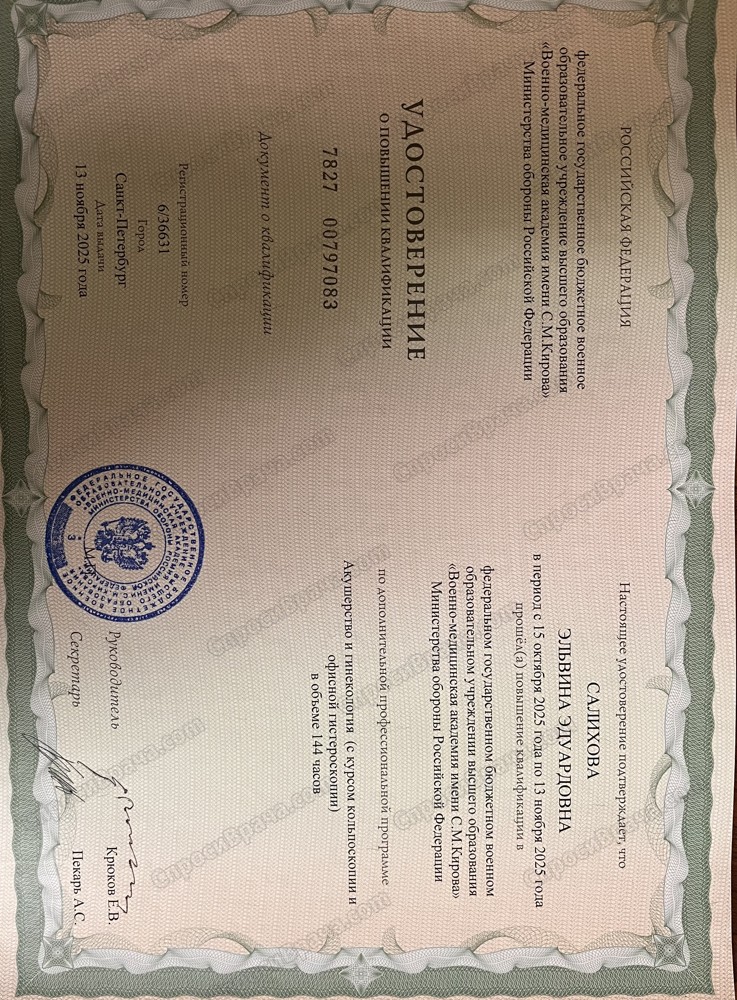 РОССИЙСКАЯ ФЕДЕРАЦИЯ
федеральное государственное бюджетное военное
образовательное учреждение высшего образования
«Военно-медицинская академия имени С.М.Кирова»
Министерства обороны Российской Федерации
УДОСТОВЕРЕНИЕ
О ПОВЫШЕНИИ КВАЛИФИКАЦИИ
7827 00797083
Документ о квалификации
Регистрационный номер
6/36631
Город
Санкт-Петербург
Дата выдачи
13 ноября 2025 года
Настоящее удостоверение подтверждает, что
САЛИХОВА
ЭЛЬВИНА ЭДУАРДОВНА
в период с 15 октября 2025 года по 13 ноября 2025 года
прошёл(а) повышение квалификации в
федеральном государственном бюджетном военном
образовательном учреждении высшего образования
«Военно-медицинская академия имени С.М.Кирова»
Министерства обороны Российской Федерации
по дополнительной профессиональной программе
Акушерство и гинекология (с курсом кольпоскопии и
офисной гистероскопии)
в объеме 144 часов
М.П.
Руководитель
Крюков Е.В.
Секретарь
Пекарь А.С.
СпросиВрача.com